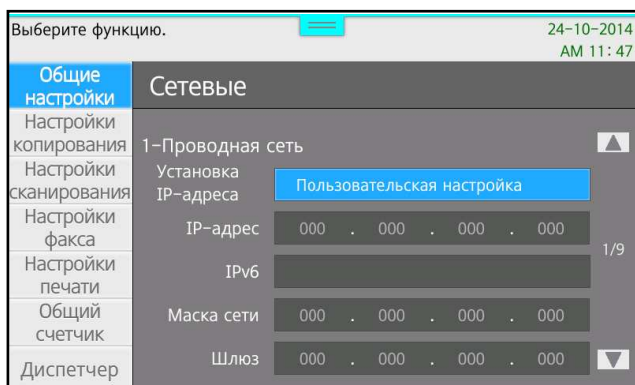 Выберите функцию.
24-10-2014
AM 11:47
Общие
настройки
Настройки
копирования
Настройки
сканирования
Настройки
факса
Настройки
печати
Общий
счетчик
Диспетчер
Сетевые
1-Проводная сеть
Установка
IP-адреса
Пользовательская настройка
IP-адрес 000 . 000 . 000 . 000
IPv6
1/9
Маска сети 000 . 000 . 000 . 000
Шлюз 000 . 000 . 000 . 000